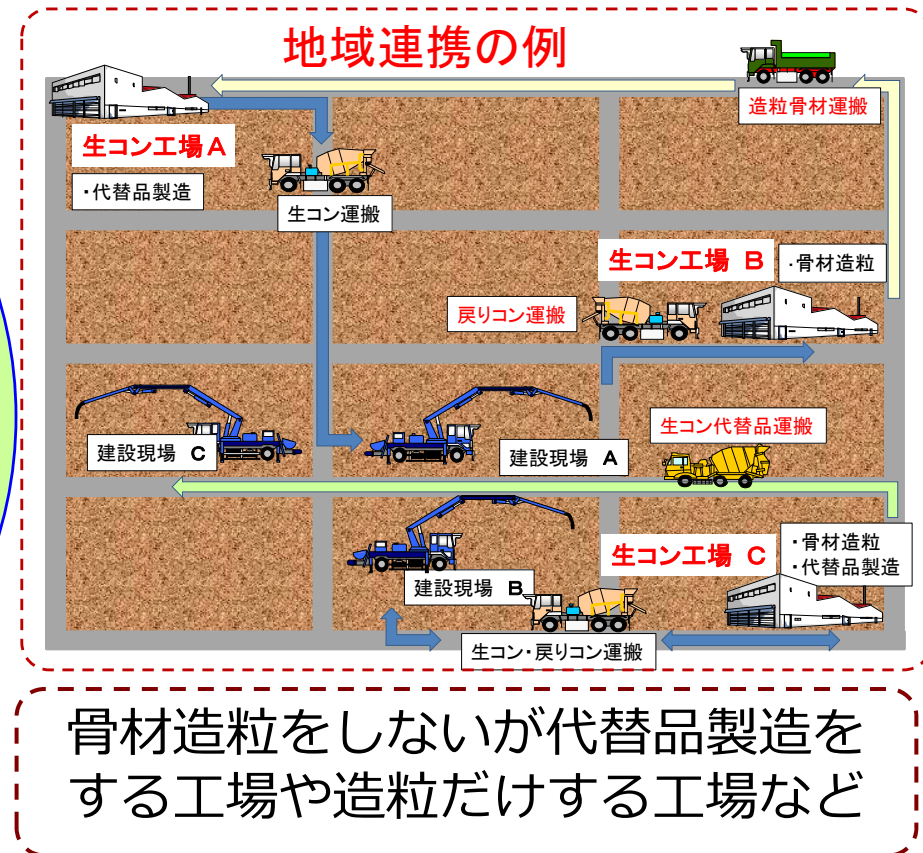 地域連携の例
造粒骨材運搬
生コン工場A
・代替品製造
生コン運搬
生コン工場 B
・骨材造粒
戻りコン運搬
生コン代替品運搬
建設現場 C
建設現場 A
生コン工場 C
・骨材造粒
・代替品製造
建設現場 B
生コン・戻りコン運搬
骨材造粒をしないが代替品製造を
する工場や造粒だけする工場など